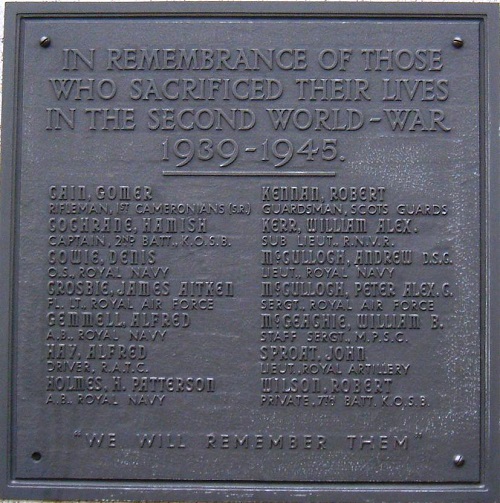 IN REMEMBRANCE OF THOSE
WHO SACRIFICED THEIR LIVES
IN THE SECOND WORLD-WAR
1939-1945.
CAIN, GOMER
RIFLEMAN, 1ST CAMERONIANS (S.R.)
COCHRANE, HAMISH
CAPTAIN, 2ND BATT., K.O.S.B.
COWIE, DENIS
O.S., ROYAL NAVY
CROSBIE, JAMES AITKEN
FL. LT. ROYAL AIR FORCE
GEMMELL, ALFRED
A.B., ROYAL NAVY
HAY, ALFRED
DRIVER, R.A.T.C.
HOLMES, H. PATTERSON
A.B. ROYAL NAVY
KENNAN, ROBERT
GUARDSMAN, SCOTS GUARDS
KERR, WILLIAM ALEX.
SUB LIEUT. R.N.V.R.
McCULLOCH, ANDREW D.S.C.
LIEUT. ROYAL NAVY
McCULLOCH, PETER ALEX. C.
SERGT., ROYAL AIR FORCE
McGEACHIE, WILLIAM B.
STAFF SERGT., M.P.S.C.
SPROAT, JOHN
LIEUT. ROYAL ARTILLERY
WILSON, ROBERT
PRIVATE, 7TH BATT. K.O.S.B.
"WE WILL REMEMBER THEM"